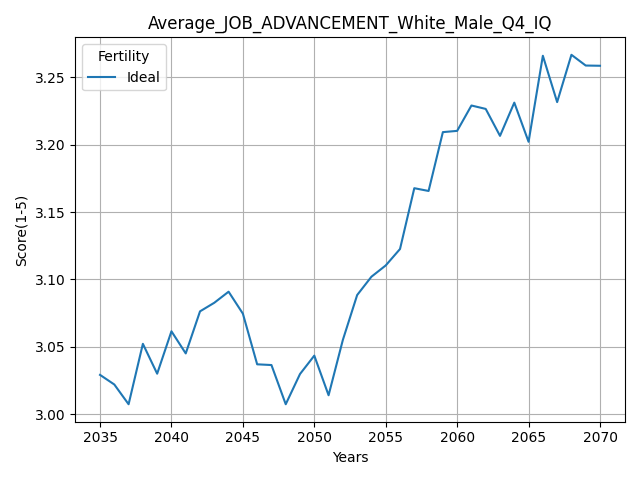 Average_JOB_ADVANCEMENT_White_Male_Q4_IQ
Fertility
Ideal
Score(1-5)
3.25
3.20
3.15
3.10
3.05
3.00
2035 2040 2045 2050 2055 2060 2065 2070
Years